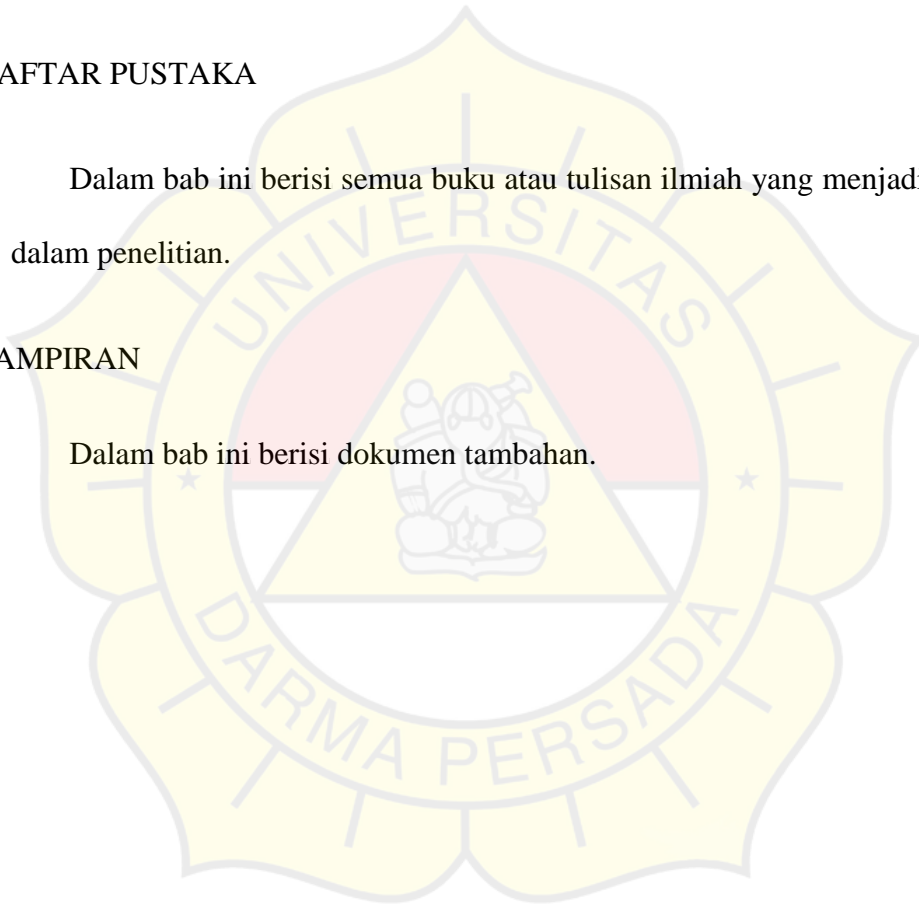 AFTAR PUSTAKA
Dalam bab ini berisi semua buku atau tulisan ilmiah yang menjadi
dalam penelitian.
AMPIRAN
Dalam bab ini berisi dokumen tambahan.
UNIVERSITAS
DARMA PERSADA